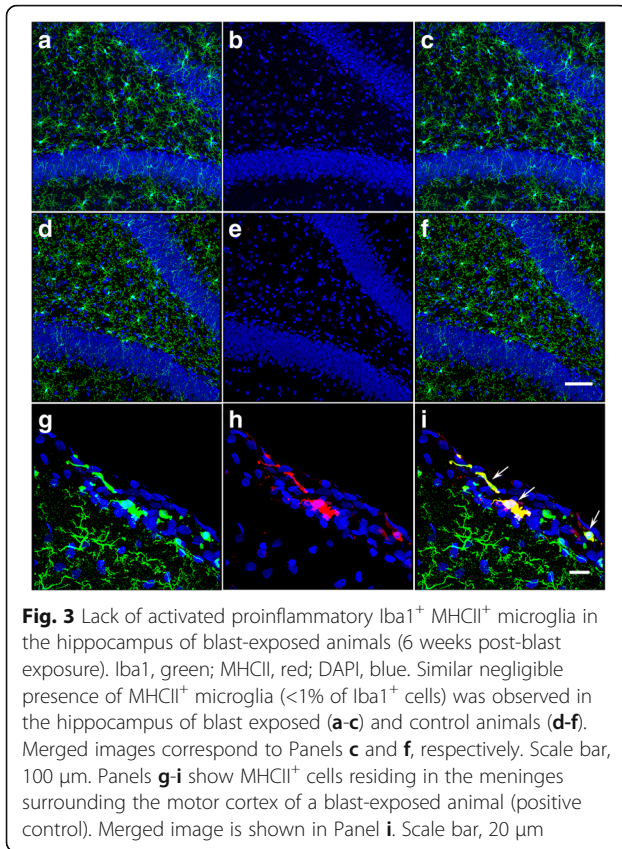 a b c
d e f
g h i
Fig. 3 Lack of activated proinflammatory Iba1⁺ MHCII⁺ microglia in
the hippocampus of blast-exposed animals (6 weeks post-blast
exposure). Iba1, green; MHCII, red; DAPI, blue. Similar negligible
presence of MHCII⁺ microglia (<1% of Iba1⁺ cells) was observed in
the hippocampus of blast exposed (a-c) and control animals (d-f).
Merged images correspond to Panels c and f, respectively. Scale bar,
100 μm. Panels g-i show MHCII⁺ cells residing in the meninges
surrounding the motor cortex of a blast-exposed animal (positive
control). Merged image is shown in Panel i. Scale bar, 20 μm